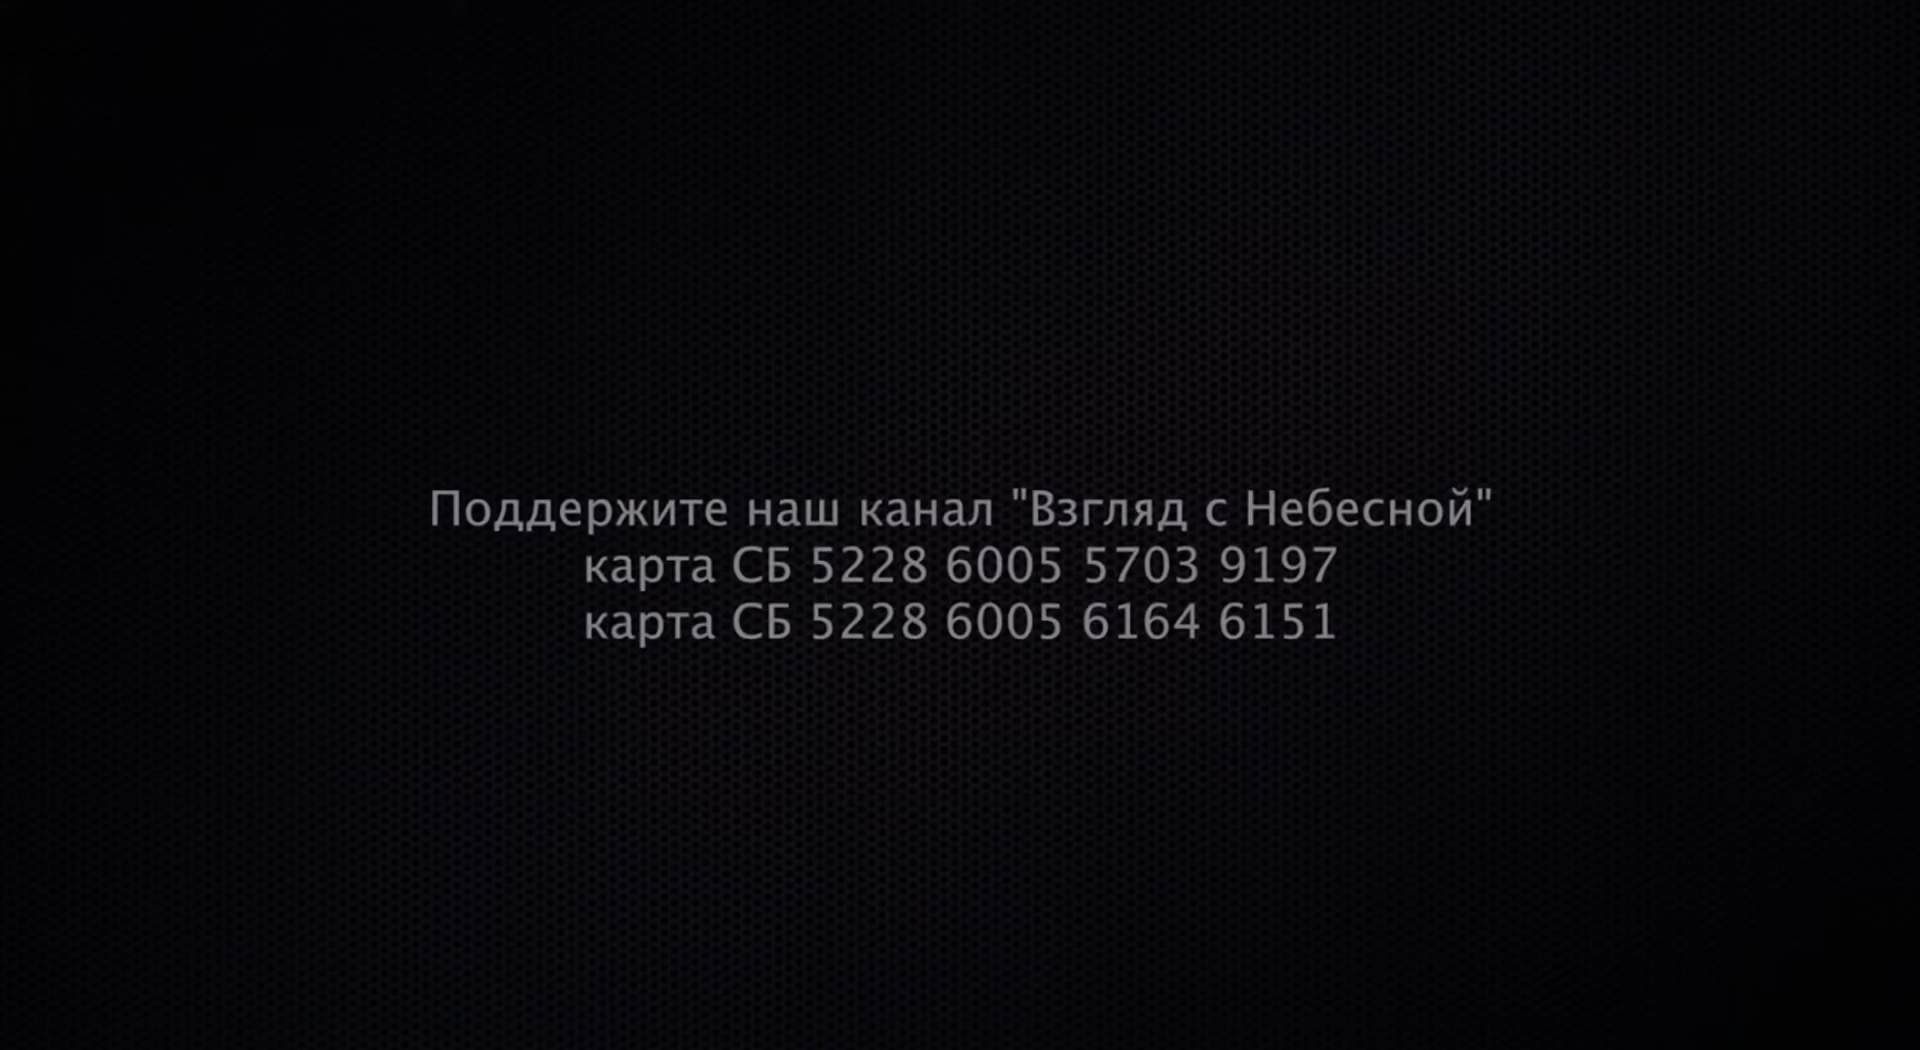 Поддержите наш канал "Взгляд с Небесной"
карта СБ 5228 6005 5703 9197
карта СБ 5228 6005 6164 6151